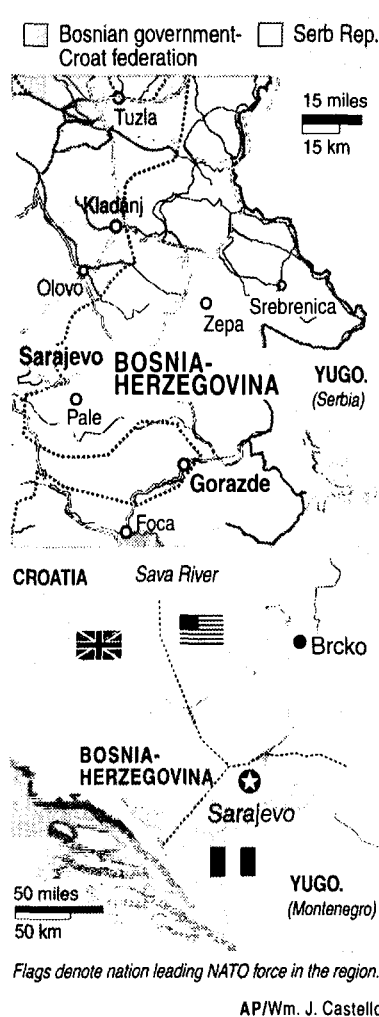 Bosnian government-
Croat federation
Serb Rep.
15 miles
15 km
Tuzla
Kladanj
Olovo
Srebrenica
Zepa
Sarajevo
BOSNIA-
HERZEGOVINA
YUGO.
(Serbia)
Pale
Gorazde
Foca
CROATIA
Sava River
Brcko
BOSNIA-
HERZEGOVINA
Sarajevo
50 miles
50 km
YUGO.
(Montenegro)
Flags denote nation leading NATO force in the region.
AP/Wm. J. Castello